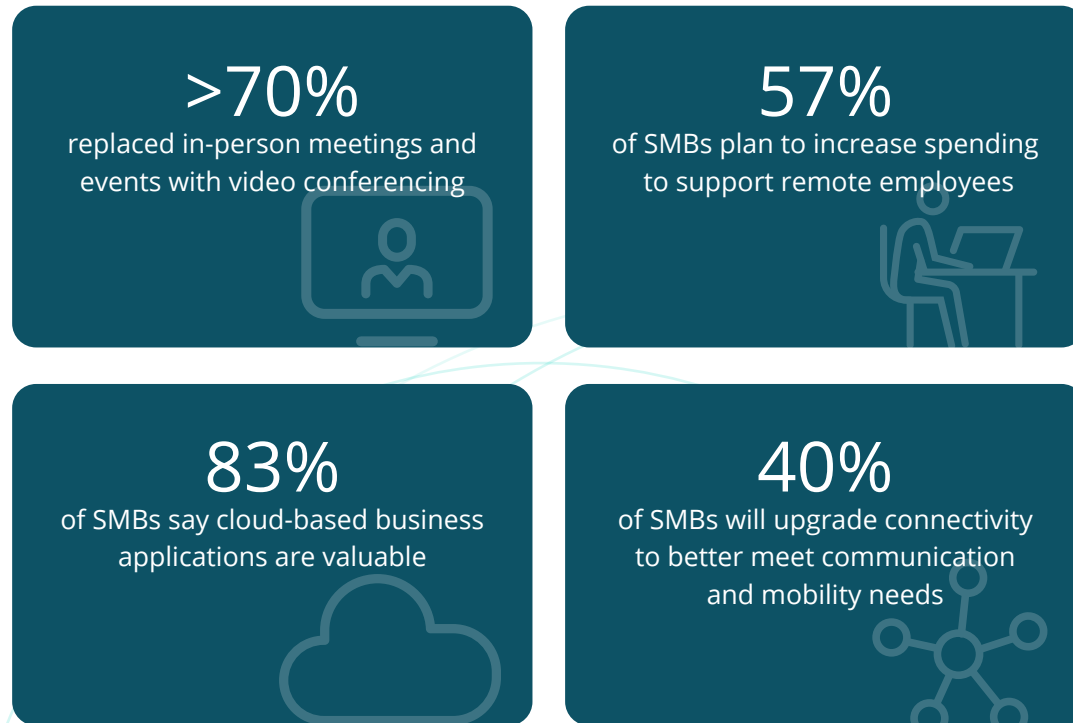 >70%
replaced in-person meetings and
events with video conferencing
57%
of SMBs plan to increase spending
to support remote employees
83%
of SMBs say cloud-based business
applications are valuable
40%
of SMBs will upgrade connectivity
to better meet communication
and mobility needs